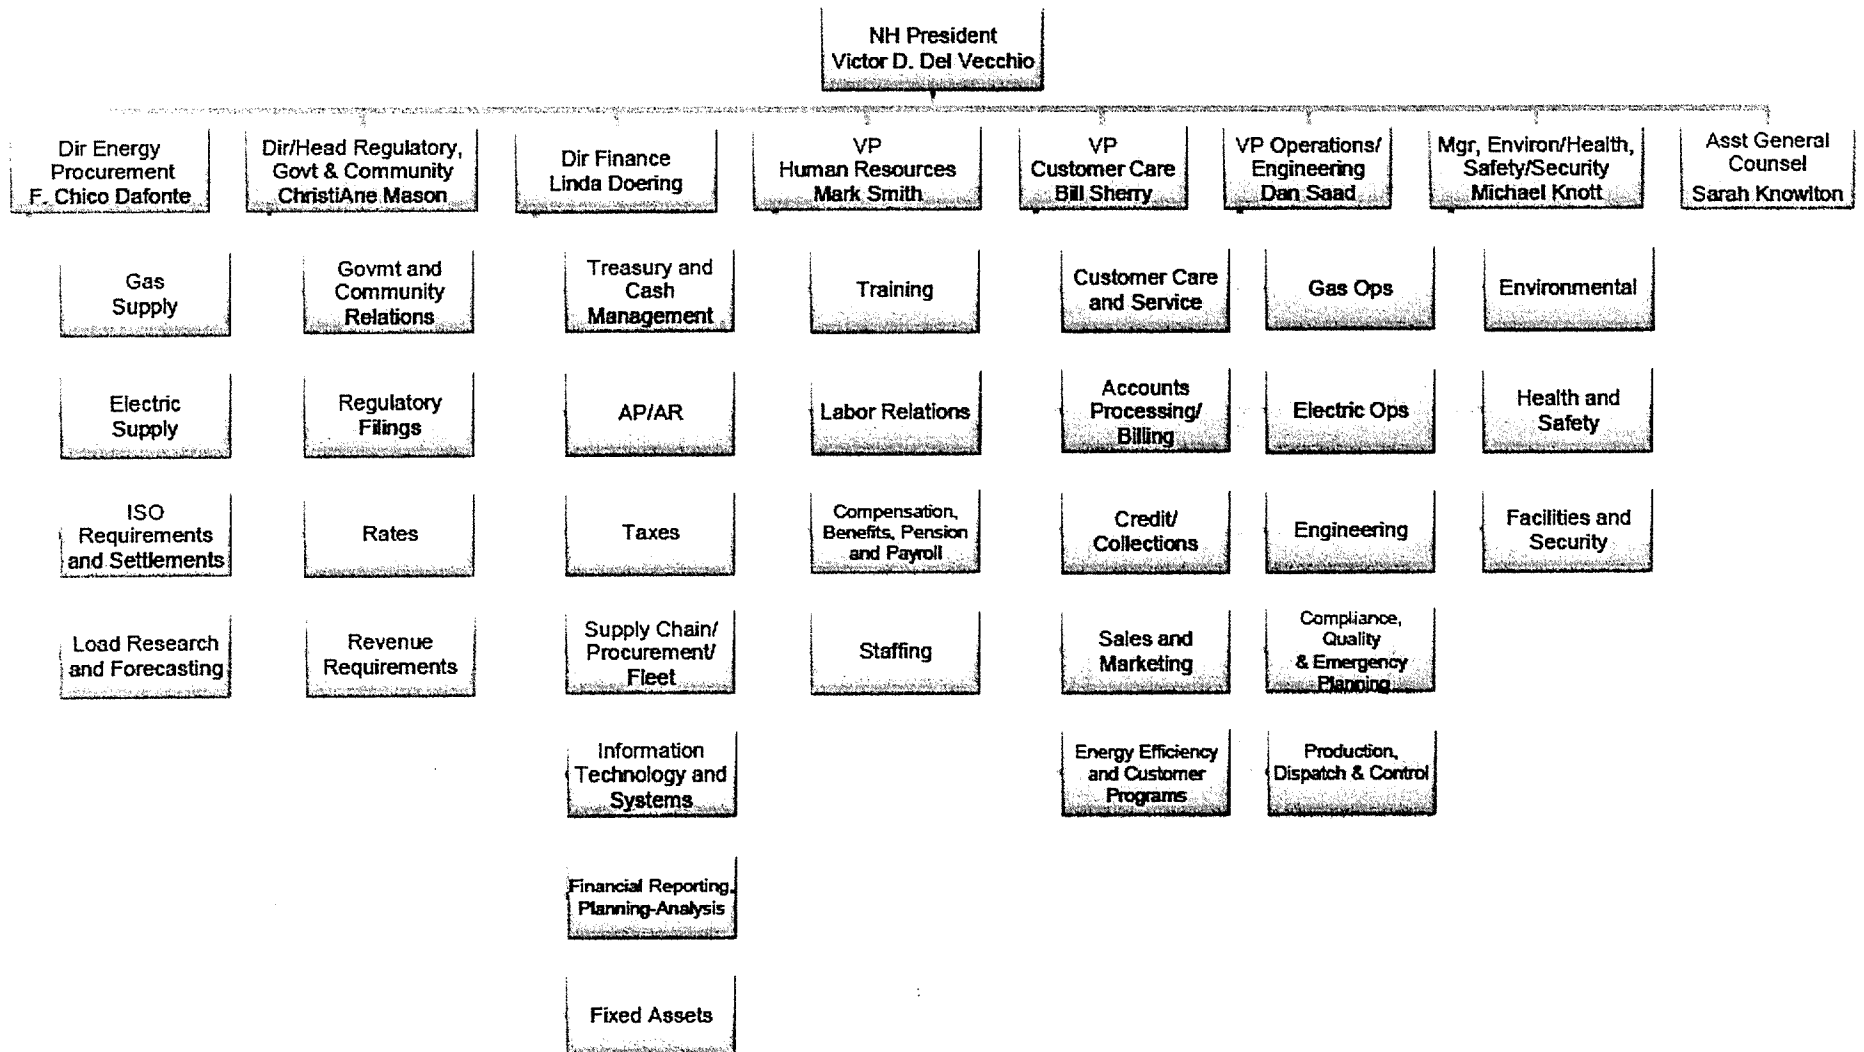 NH President
Victor D. Del Vecchio
Dir Energy
Procurement
F. Chico Dafonte
Dir/Head Regulatory,
Govt & Community
ChristiAne Mason
Dir Finance
Linda Doering
VP
Human Resources
Mark Smith
VP
Customer Care
Bill Sherry
VP Operations/
Engineering
Dan Saad
Mgr, Environ/Health,
Safety/Security
Michael Knott
Asst General
Counsel
Sarah Knowlton
Gas
Supply
Govmt and
Community
Relations
Treasury and
Cash
Management
Training
Customer Care
and Service
Gas Ops
Environmental
Electric
Supply
Regulatory
Filings
AP/AR
Labor Relations
Accounts
Processing/
Billing
Electric Ops
Health and
Safety
ISO
Requirements
and Settlements
Rates
Taxes
Compensation,
Benefits, Pension
and Payroll
Credit/
Collections
Engineering
Facilities and
Security
Load Research
and Forecasting
Revenue
Requirements
Supply Chain/
Procurement/
Fleet
Staffing
Sales and
Marketing
Compliance,
Quality
& Emergency
Planning
Information
Technology and
Systems
Energy Efficiency
and Customer
Programs
Production,
Dispatch & Control
Financial Reporting,
Planning-Analysis
Fixed Assets